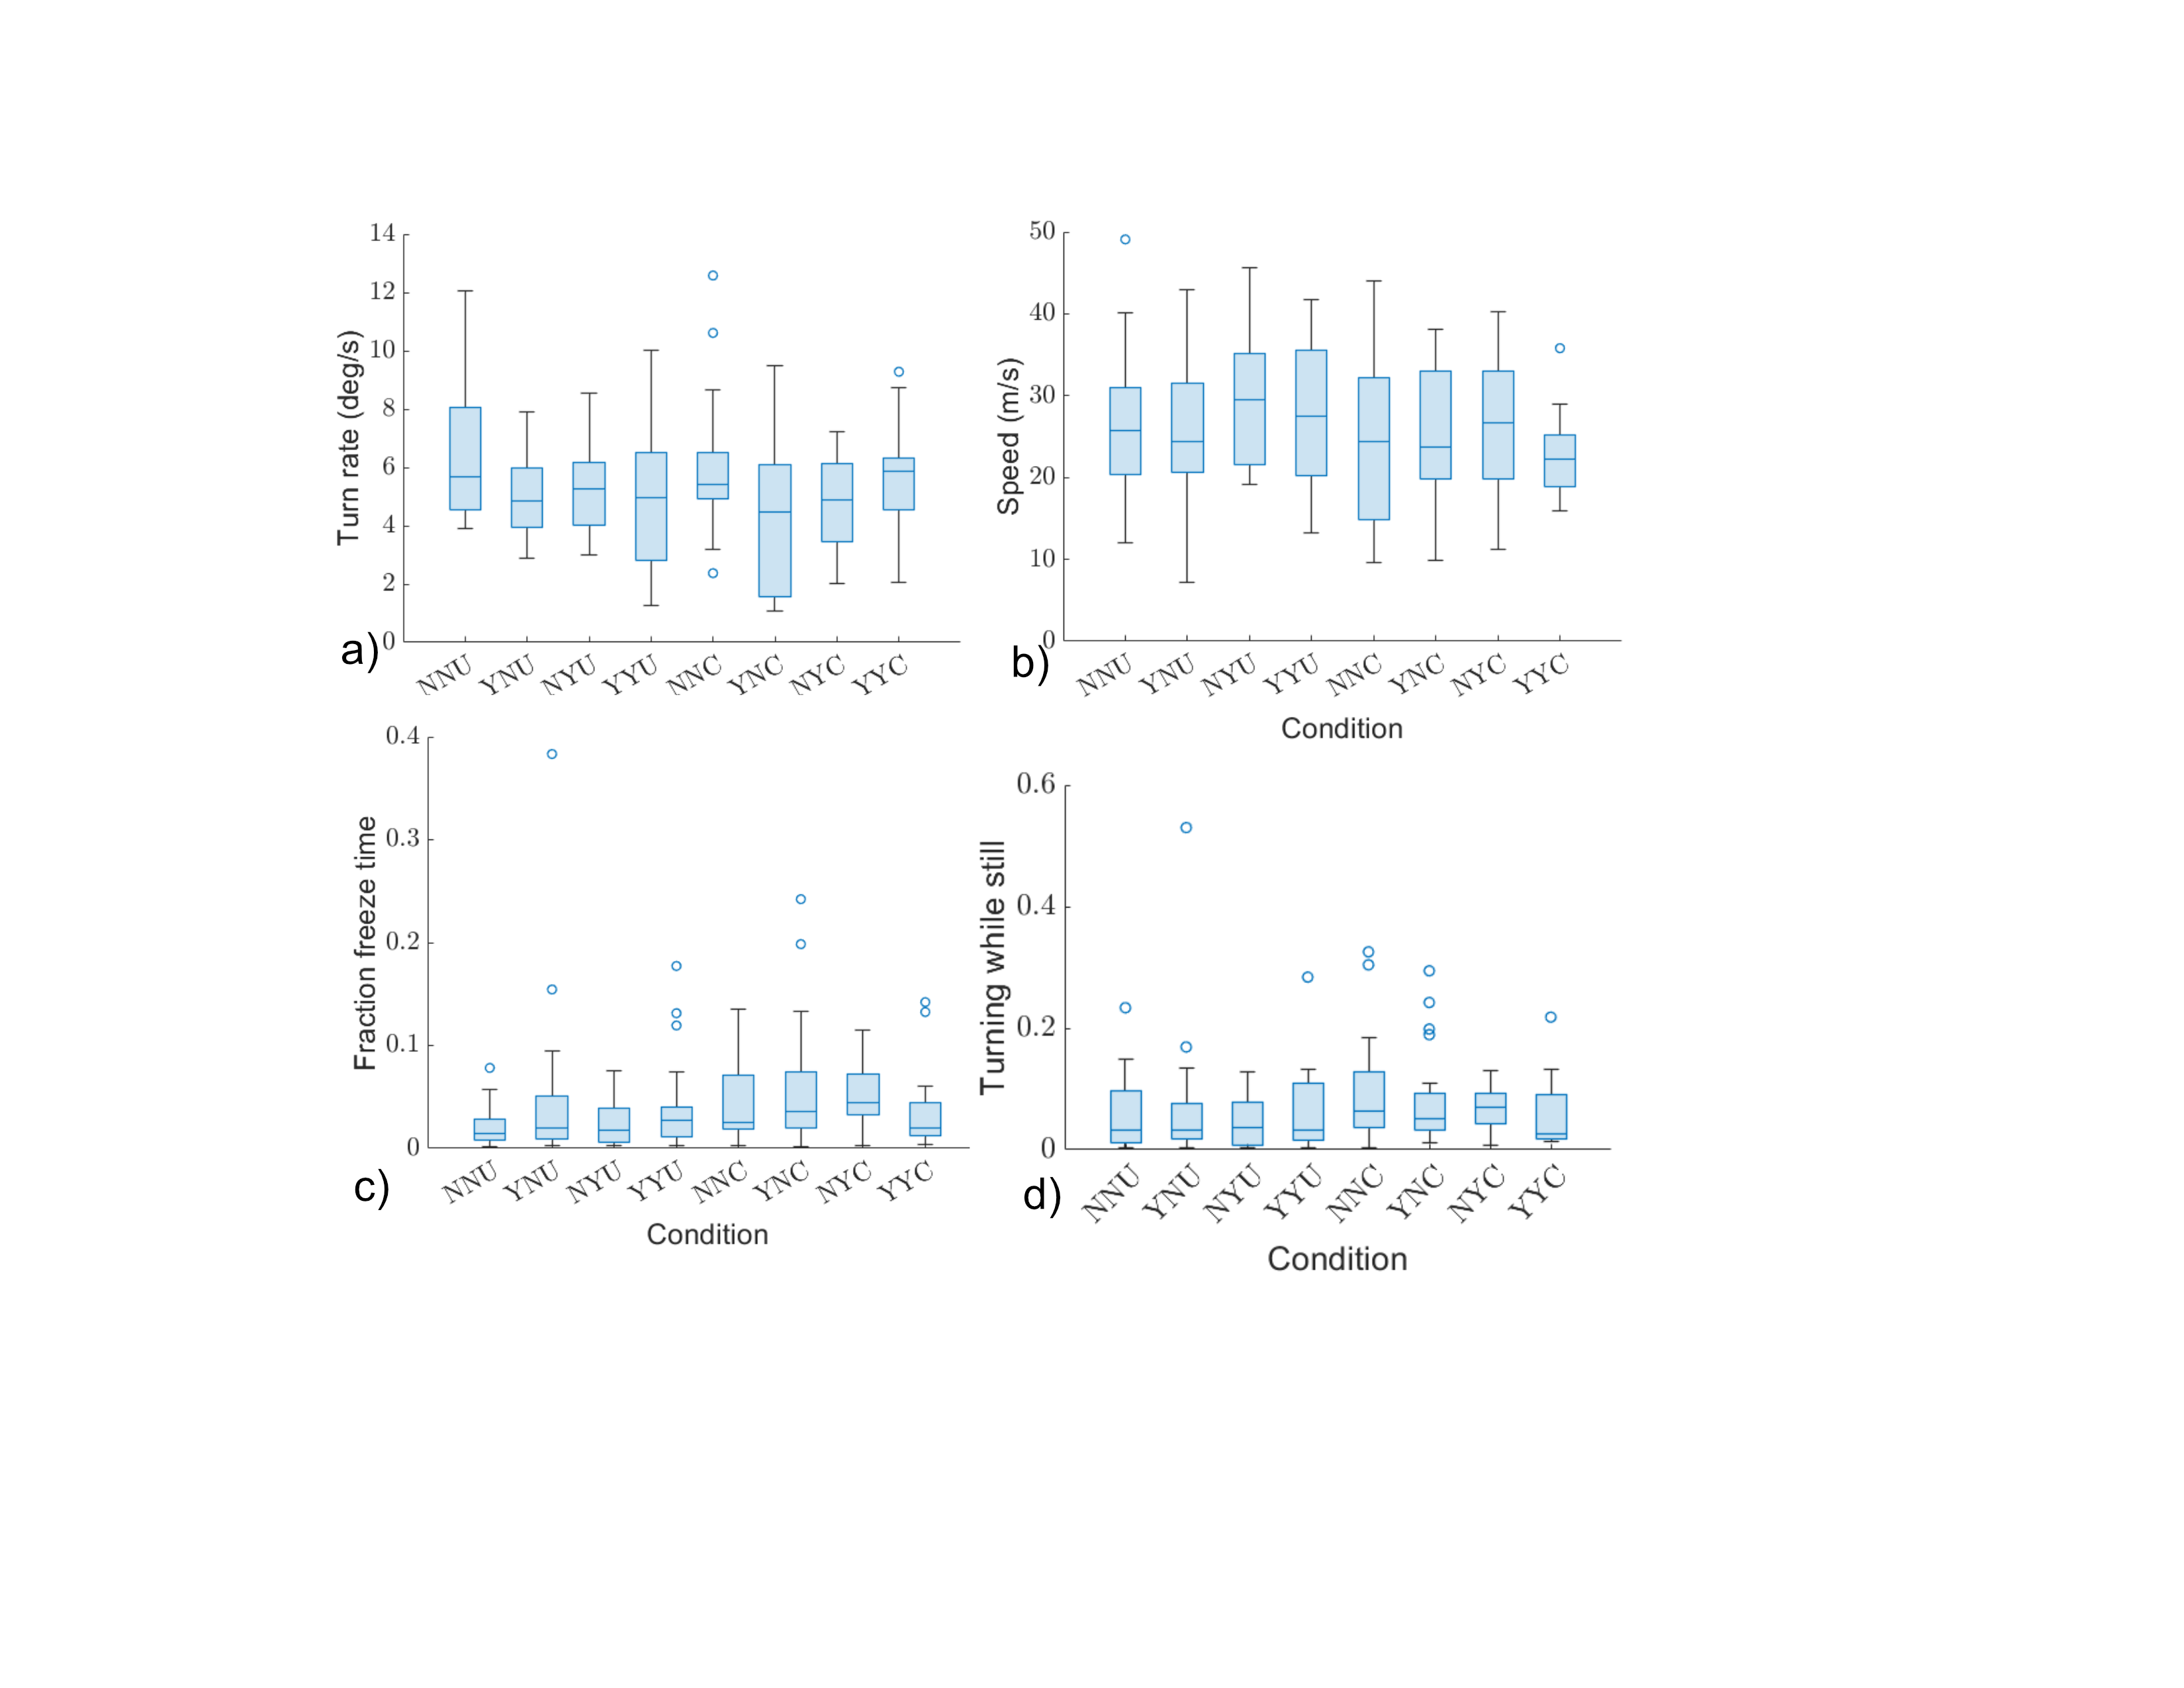 14
12
10
8
6
4
2
0
Turn rate (deg/s)
NNU YNU NYU YYU NNC YNC NYC YYC
a)
50
40
30
20
10
0
Speed (m/s)
NNU YNU NYU YYU NNC YNC NYC YYC
Condition
b)
0.4
0.3
0.2
0.1
0
Fraction freeze time
NNU YNU NYU YYU NNC YNC NYC YYC
Condition
c)
0.6
0.4
0.2
0
Turning while still
NNU YNU NYU YYU NNC YNC NYC YYC
Condition
d)